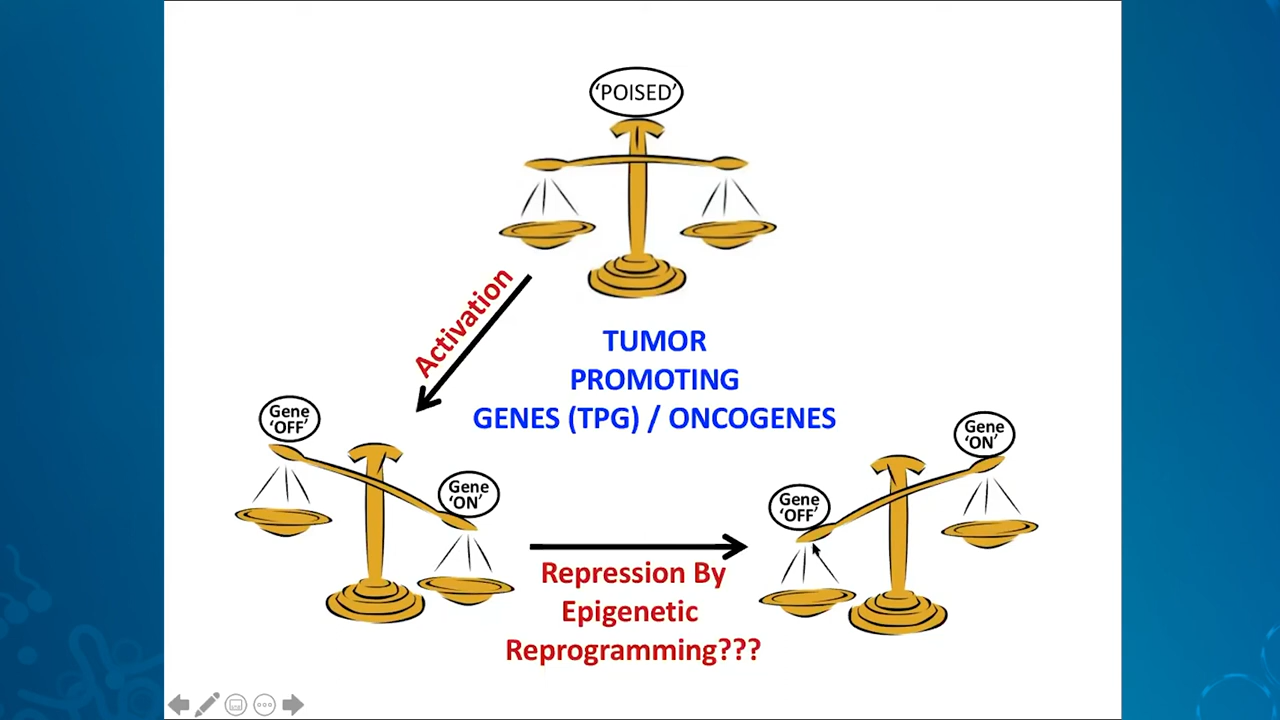 ‘POISED’
Activation
TUMOR
PROMOTING
GENES (TPG) / ONCOGENES
Gene
‘OFF’
Gene
‘ON’
Gene
‘OFF’
Gene
‘ON’
Repression By
Epigenetic
Reprogramming???